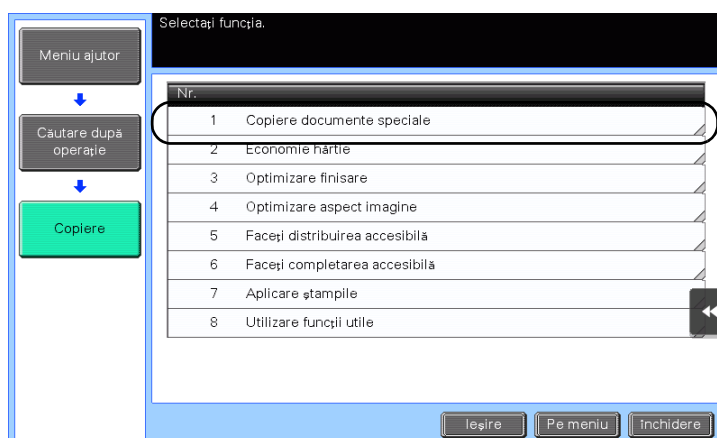 Selectați funcția.
Meniu ajutor
Căutare după
operație
Copiere
Nr.
1 Copiere documente speciale
2 Economie hârtie
3 Optimizare finisare
4 Optimizare aspect imagine
5 Faceți distribuirea accesibilă
6 Faceți completarea accesibilă
7 Aplicare ștampile
8 Utilizare funcții utile
Ieșire Pe meniu închidere